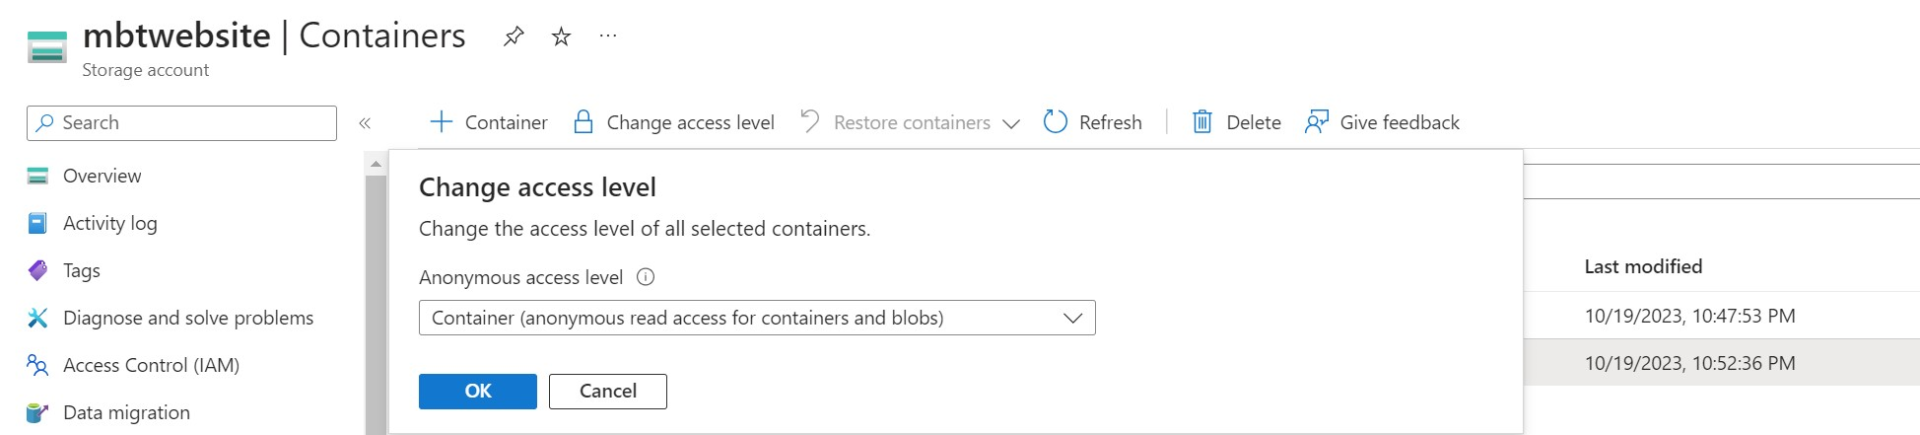 mbtwebsite | Containers ...
Storage account
Search
«
Container
Change access level
Restore containers
Refresh
Delete
Give feedback
Overview
Activity log
Tags
Diagnose and solve problems
Access Control (IAM)
Data migration
Change access level
Change the access level of all selected containers.
Anonymous access level
Container (anonymous read access for containers and blobs)
OK
Cancel
Last modified
10/19/2023, 10:47:53 PM
10/19/2023, 10:52:36 PM